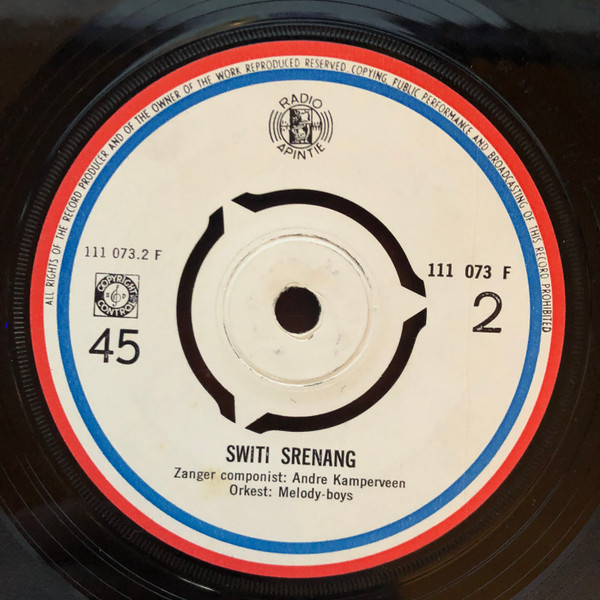 ALL RIGHTS OF THE RECORD PRODUCER AND OF THE OWNER OF THE WORK REPRODUCED RESERVED COPYING, PUBLIC PERFORMANCE AND BROADCASTING OF THIS RECORD PROHIBITED
RADIO
APINTIE
111 073.2 F
111 073 F
COPYRIGHT
CONTROL
2
45
SWITI SRENANG
Zanger componist: Andre Kamperveen
Orkest: Melody-boys